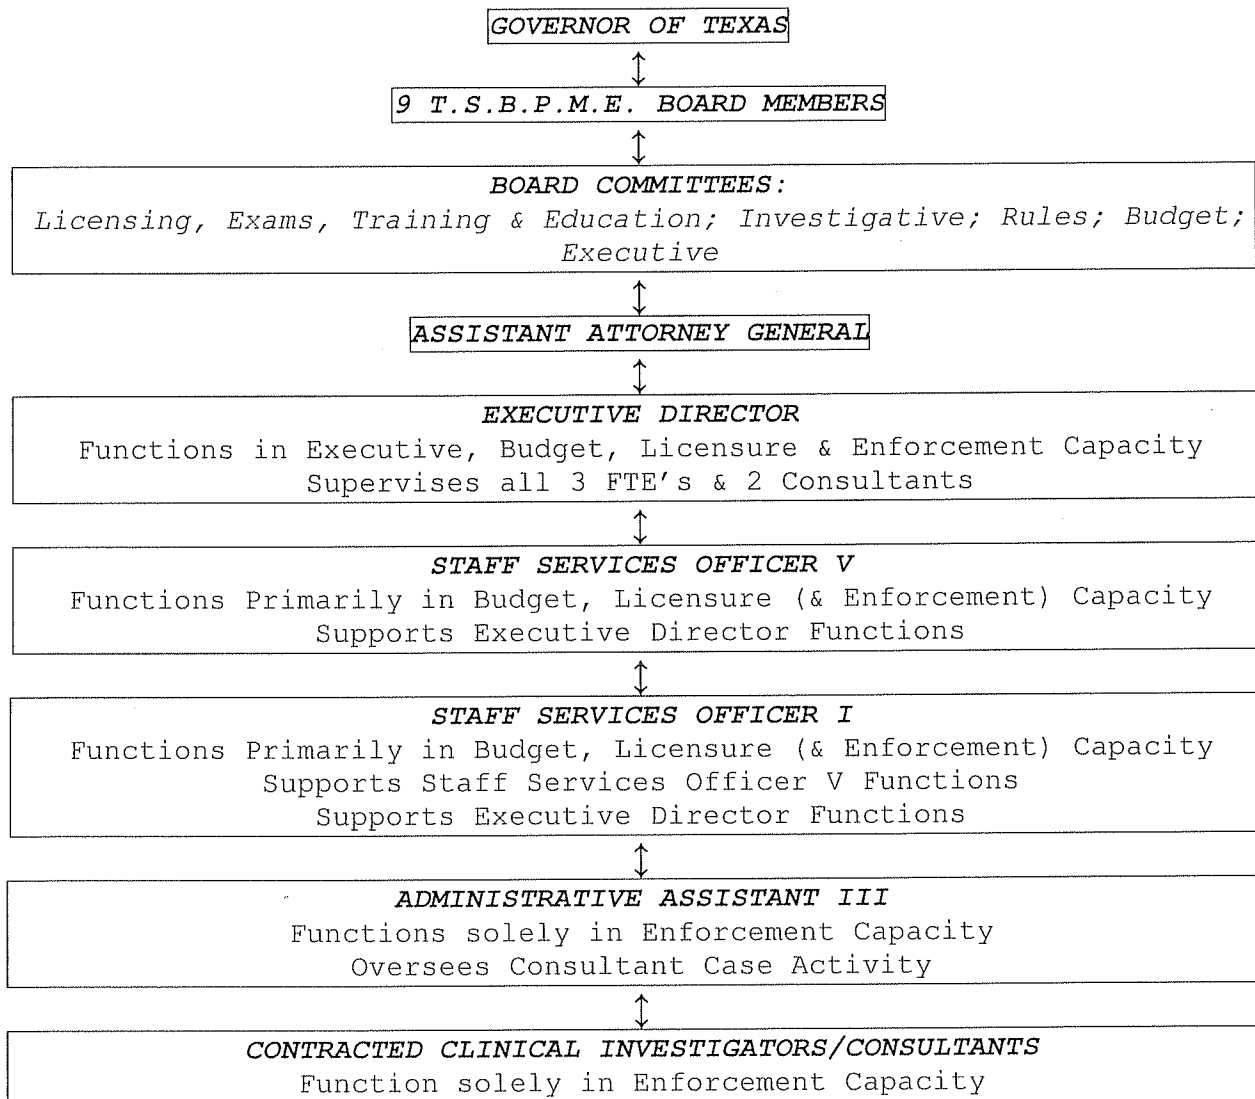 GOVERNOR OF TEXAS
9 T.S.B.P.M.E. BOARD MEMBERS
BOARD COMMITTEES:
Licensing, Exams, Training & Education; Investigative; Rules; Budget;
Executive
ASSISTANT ATTORNEY GENERAL
EXECUTIVE DIRECTOR
Functions in Executive, Budget, Licensure & Enforcement Capacity
Supervises all 3 FTE's & 2 Consultants
STAFF SERVICES OFFICER V
Functions Primarily in Budget, Licensure (& Enforcement) Capacity
Supports Executive Director Functions
STAFF SERVICES OFFICER I
Functions Primarily in Budget, Licensure (& Enforcement) Capacity
Supports Staff Services Officer V Functions
Supports Executive Director Functions
ADMINISTRATIVE ASSISTANT III
Functions solely in Enforcement Capacity
Oversees Consultant Case Activity
CONTRACTED CLINICAL INVESTIGATORS/CONSULTANTS
Function solely in Enforcement Capacity